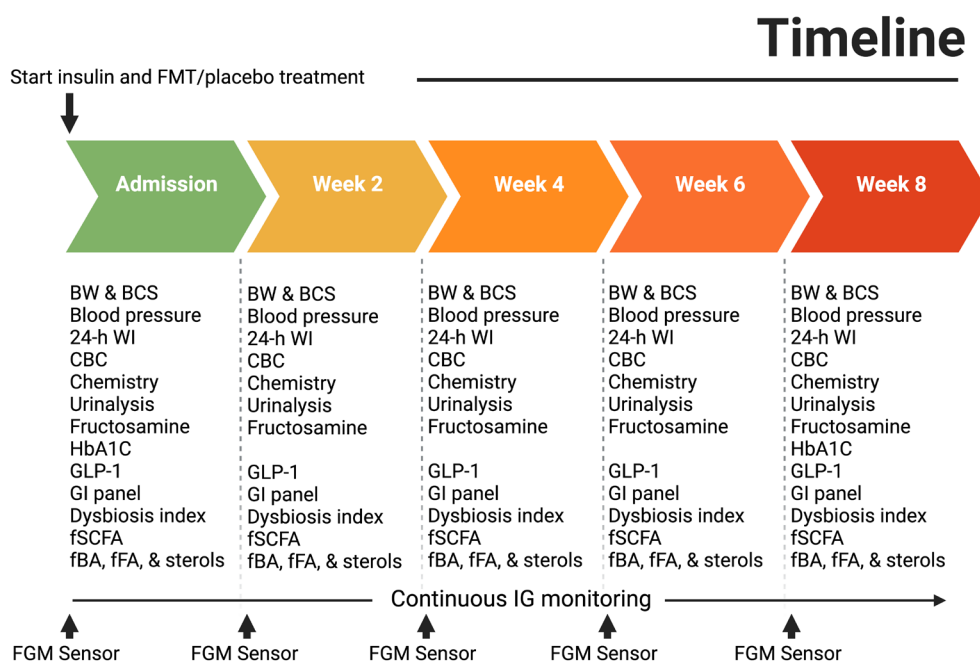 Timeline
Start insulin and FMT/placebo treatment
Admission
Week 2
Week 4
Week 6
Week 8
BW & BCS
Blood pressure
24-h WI
CBC
Chemistry
Urinalysis
Fructosamine
HbA1C
GLP-1
GI panel
Dysbiosis index
fSCFA
fBA, fFA, & sterols
BW & BCS
Blood pressure
24-h WI
CBC
Chemistry
Urinalysis
Fructosamine
GLP-1
GI panel
Dysbiosis index
fSCFA
fBA, fFA, & sterols
BW & BCS
Blood pressure
24-h WI
CBC
Chemistry
Urinalysis
Fructosamine
GLP-1
GI panel
Dysbiosis index
fSCFA
fBA, fFA, & sterols
BW & BCS
Blood pressure
24-h WI
CBC
Chemistry
Urinalysis
Fructosamine
GLP-1
GI panel
Dysbiosis index
fSCFA
fBA, fFA, & sterols
BW & BCS
Blood pressure
24-h WI
CBC
Chemistry
Urinalysis
Fructosamine
HbA1C
GLP-1
GI panel
Dysbiosis index
fSCFA
fBA, fFA, & sterols
Continuous IG monitoring
FGM Sensor
FGM Sensor
FGM Sensor
FGM Sensor
FGM Sensor